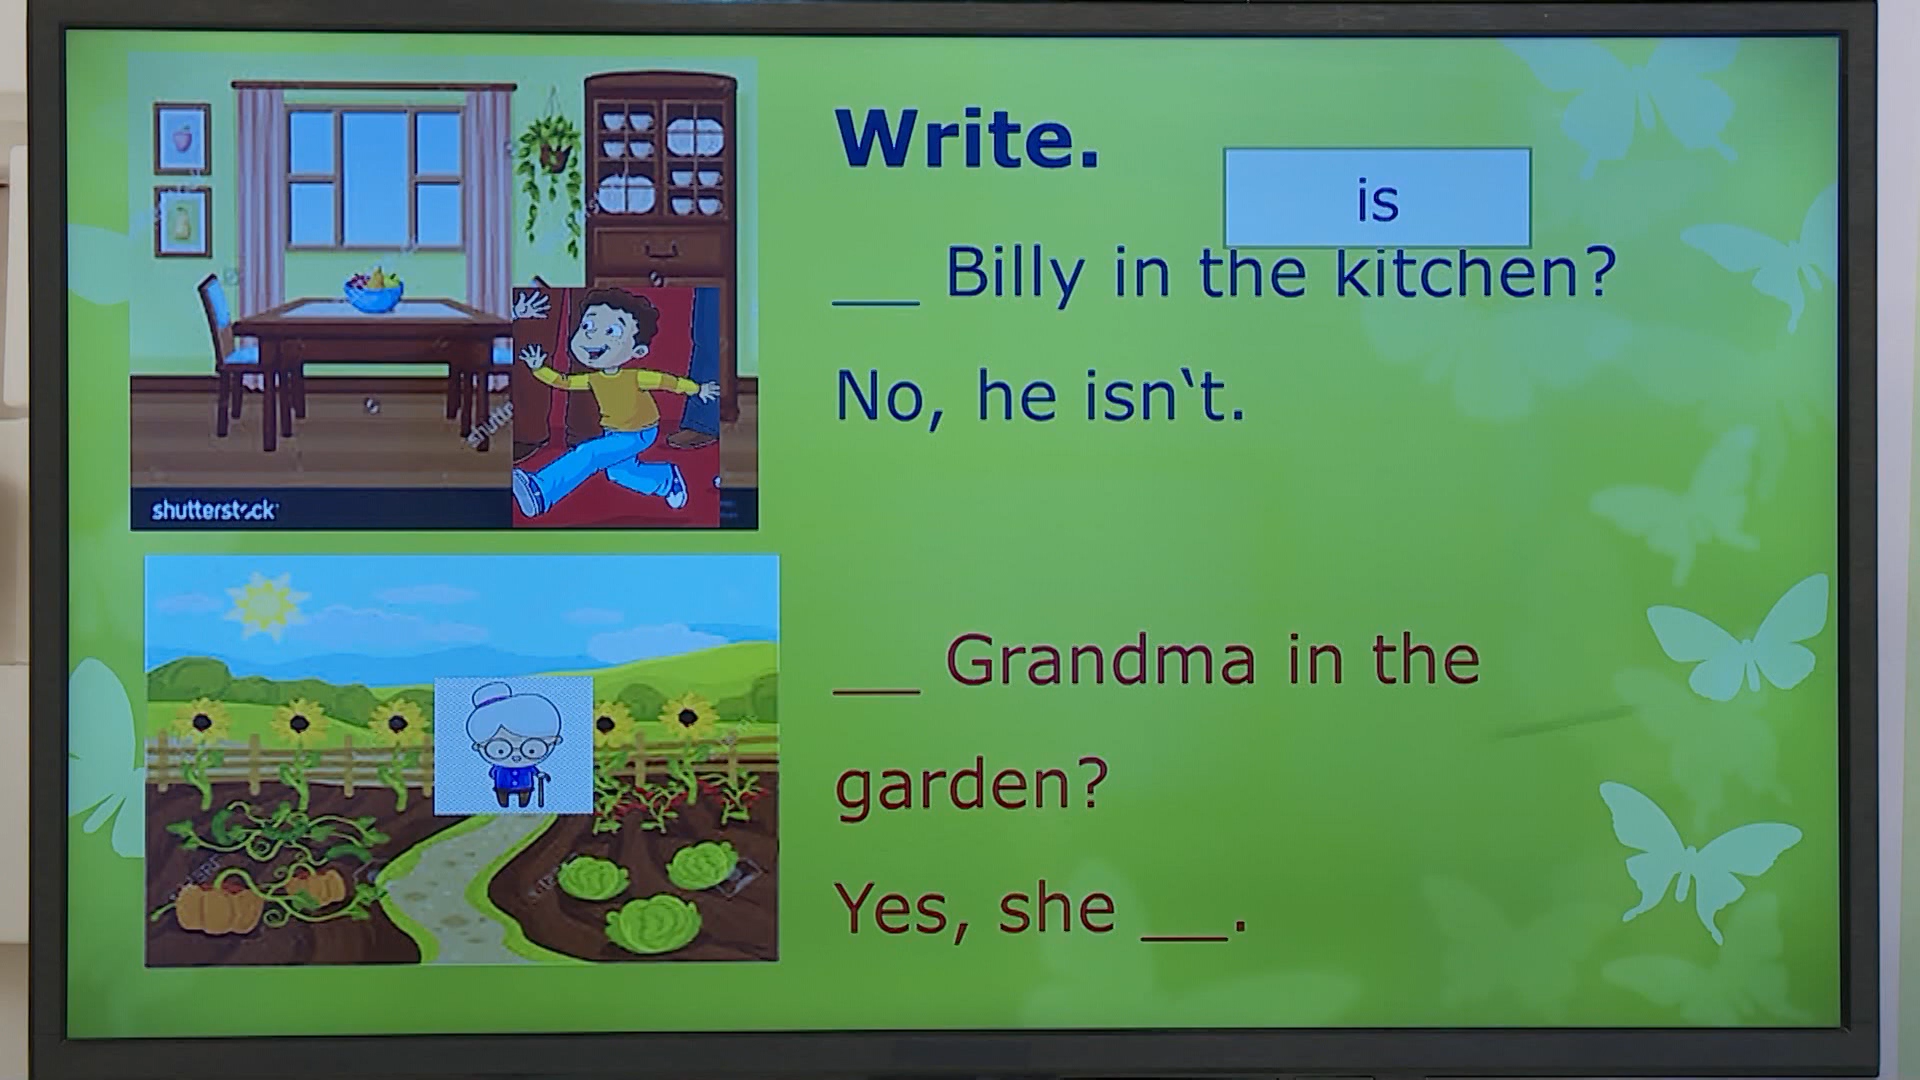 Write.
is
__ Billy in the kitchen?
No, he isn‛t.
shutterstock
__ Grandma in the
garden?
Yes, she __.